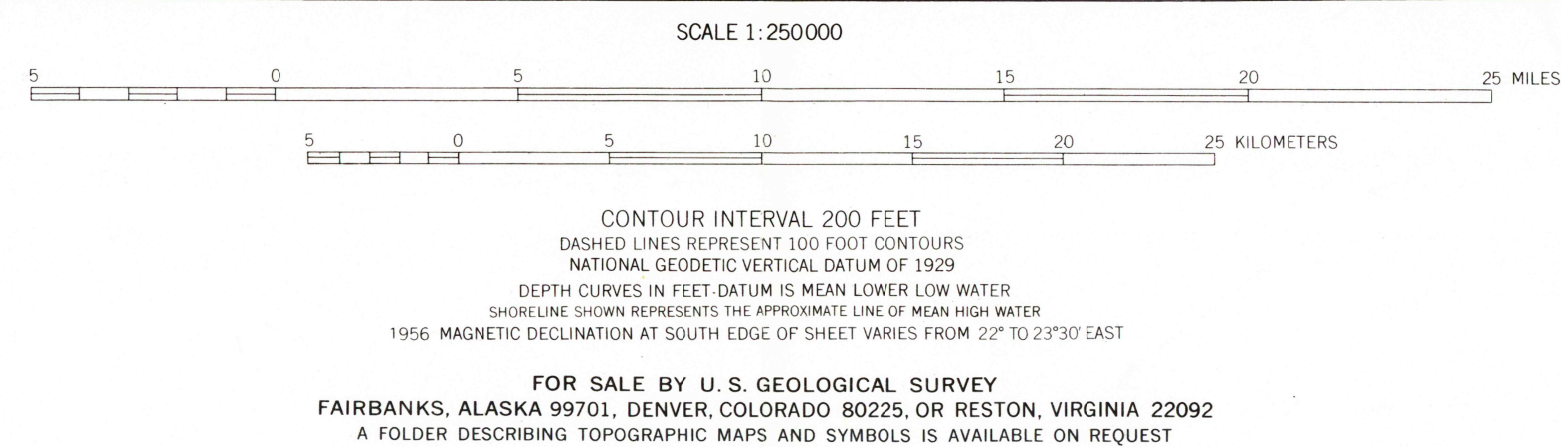 SCALE 1:250000
5 0 5 10 15 20 25 MILES
5 0 5 10 15 20 25 KILOMETERS
CONTOUR INTERVAL 200 FEET
DASHED LINES REPRESENT 100 FOOT CONTOURS
NATIONAL GEODETIC VERTICAL DATUM OF 1929
DEPTH CURVES IN FEET-DATUM IS MEAN LOWER LOW WATER
SHORELINE SHOWN REPRESENTS THE APPROXIMATE LINE OF MEAN HIGH WATER
1956 MAGNETIC DECLINATION AT SOUTH EDGE OF SHEET VARIES FROM 22° TO 23°30' EAST
FOR SALE BY U. S. GEOLOGICAL SURVEY
FAIRBANKS, ALASKA 99701, DENVER, COLORADO 80225, OR RESTON, VIRGINIA 22092
A FOLDER DESCRIBING TOPOGRAPHIC MAPS AND SYMBOLS IS AVAILABLE ON REQUEST